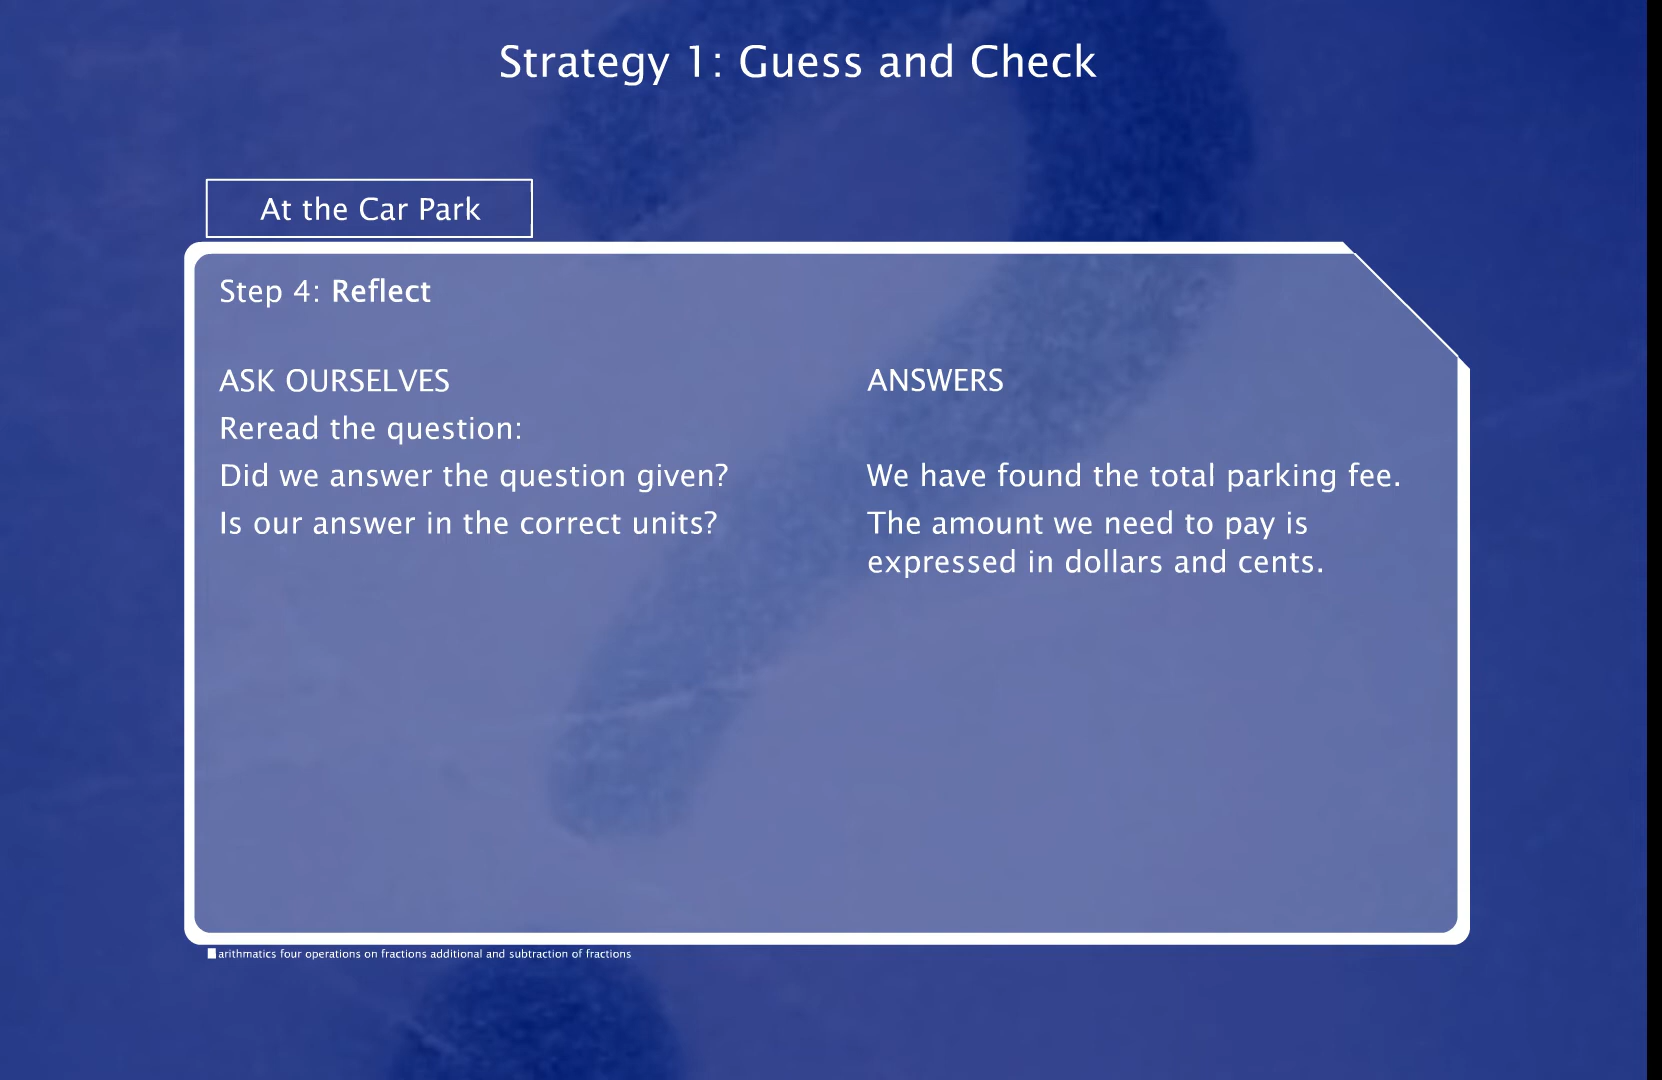 Strategy 1: Guess and Check
At the Car Park
Step 4: Reflect
ASK OURSELVES
ANSWERS
Reread the question:
Did we answer the question given?
We have found the total parking fee.
Is our answer in the correct units?
The amount we need to pay is
expressed in dollars and cents.
arithmatics four operations on fractions additional and subtraction of fractions